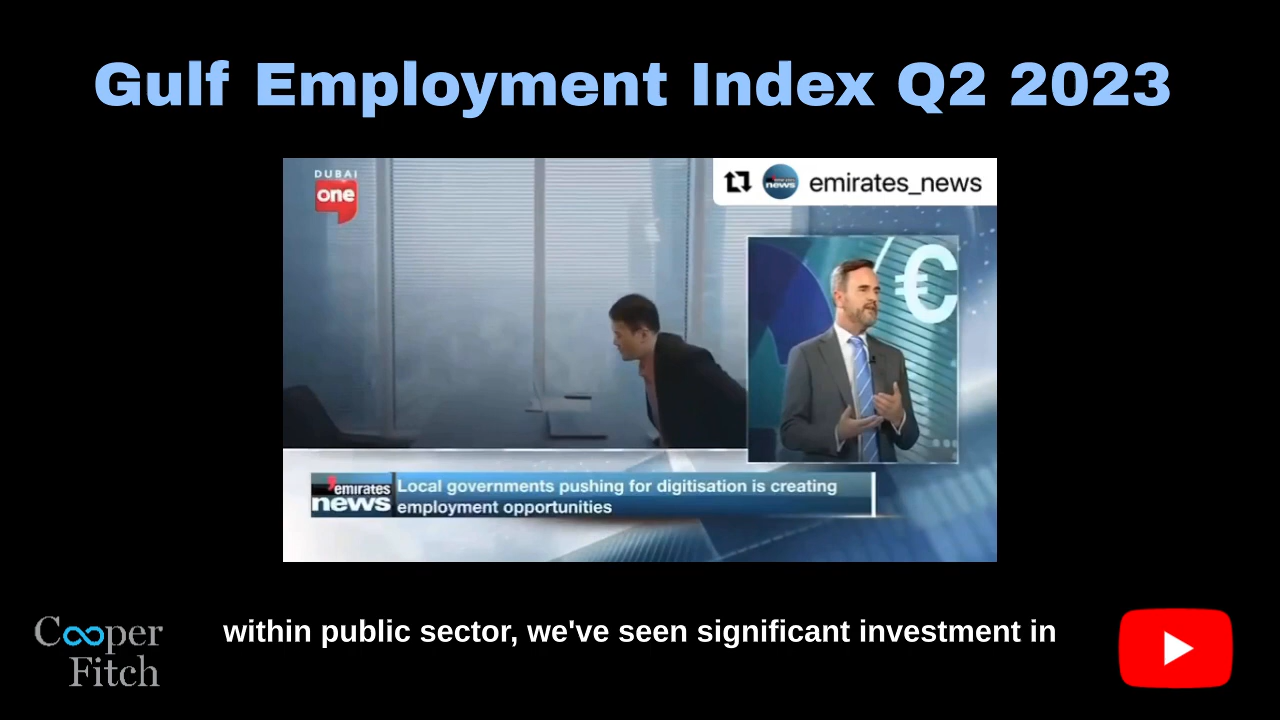 Gulf Employment Index Q2 2023
DUBAI
one
emirates_news
€
emirates
news
Local governments pushing for digitisation is creating
employment opportunities
Cooper
Fitch
within public sector, we've seen significant investment in